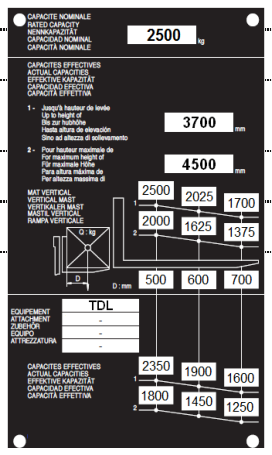 CAPACITE NOMINALE
RATED CAPACITY
NENNKAPAZITÄT
CAPACIDAD NOMINAL
CAPACITÀ NOMINALE
2500 kg
CAPACITES EFFECTIVES
ACTUAL CAPACITIES
EFFEKTIVE KAPAZITÄT
CAPACIDAD EFECTIVA
CAPACITÀ EFFETTIVA
1 - Jusqu'à hauteur de levée
Up to height of
Bis zur hubhöhe
Hasta altura de elevación
Sino ad altezza di sollevamento
3700 mm
2 - Pour hauteur maximale de
For maximum height of
Für maximale Höhe
Para altura máxima de
Per altezza massima di
4500 mm
MAT VERTICAL
VERTICAL MAST
VERTIKALER MAST
MASTIL VERTICAL
RAMPA VERTICALE
1 2500 2025 1700
2 2000 1625 1375
Q : kg
D
D : mm 500 600 700
EQUIPEMENT
ATTACHMENT
ZUBEHÖR
EQUIPO
ATTREZZATURA
TDL
-
-
CAPACITES EFFECTIVES
ACTUAL CAPACITIES
EFFEKTIVE KAPAZITÄT
CAPACIDAD EFECTIVA
CAPACITÀ EFFETTIVA
1 2350 1900 1600
2 1800 1450 1250